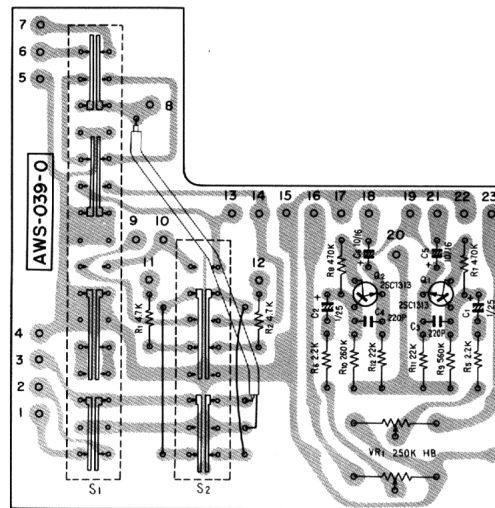 7
6
5
8
AWS-039-0
9 10
11
12
13 14 15 16 17 18 19 21 22 23
20
R8 470K
10/16
C5
10/16
R7 470K
Q2
2SC1313
Q1
2SC1313
C2
1/25
C4
220P
C3
220P
C1
1/25
R1 4.7K
R2 4.7K
R6 2.2K
R10 260K
R12 22K
R11 22K
R9 560K
R5 2.2K
4
3
2
1
VR1 250K HB
S1
S2